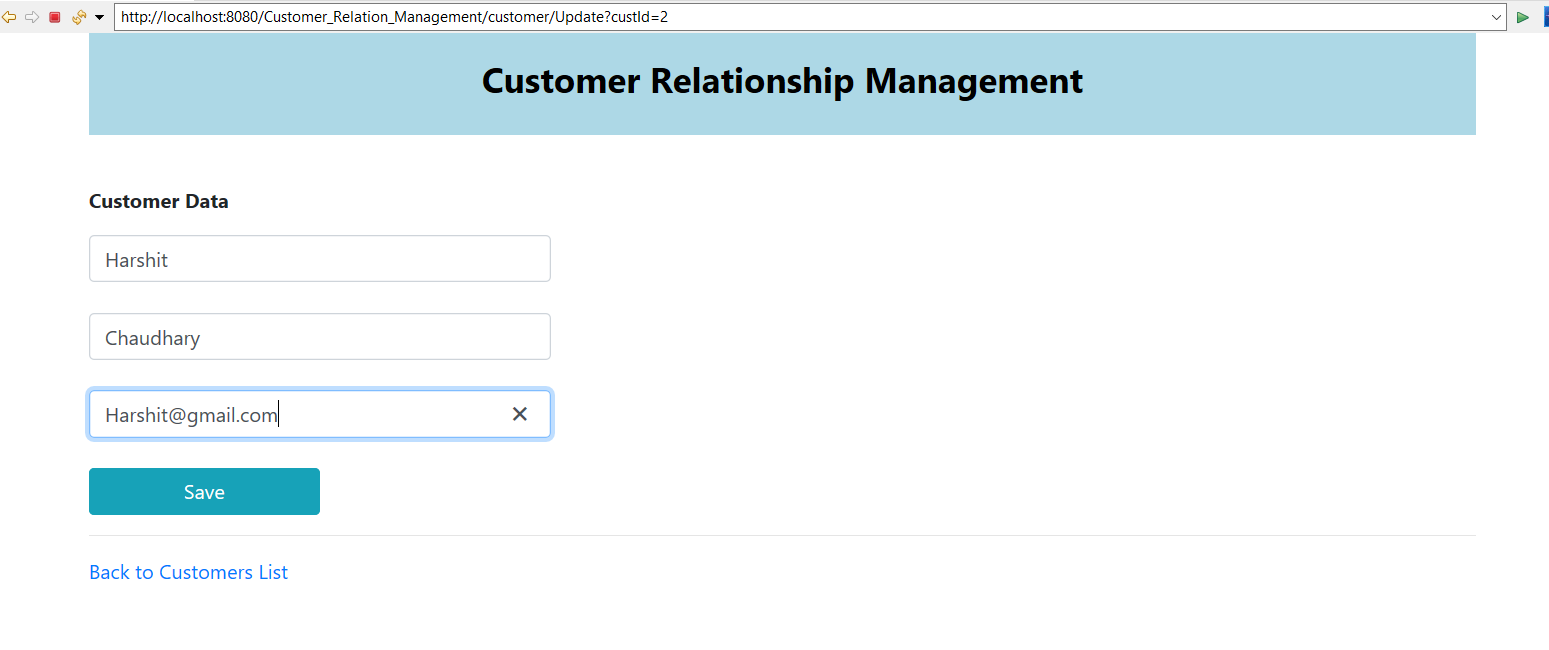 http://localhost:8080/Customer_Relation_Management/customer/Update?custId=2
Customer Relationship Management
Customer Data
Harshit
Chaudhary
Harshit@gmail.com
Save
Back to Customers List